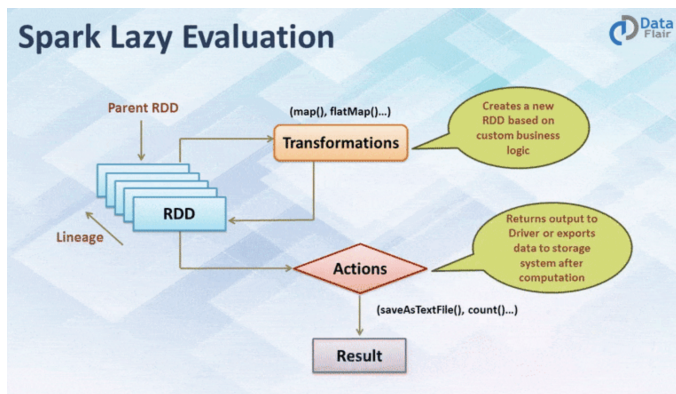 Spark Lazy Evaluation
Data
Flair
Parent RDD
(map(), flatMap()...)
Transformations
Creates a new
RDD based on
custom business
logic
RDD
Lineage
Returns output to
Driver or exports
data to storage
system after
computation
Actions
(saveAsTextFile(), count()...)
Result